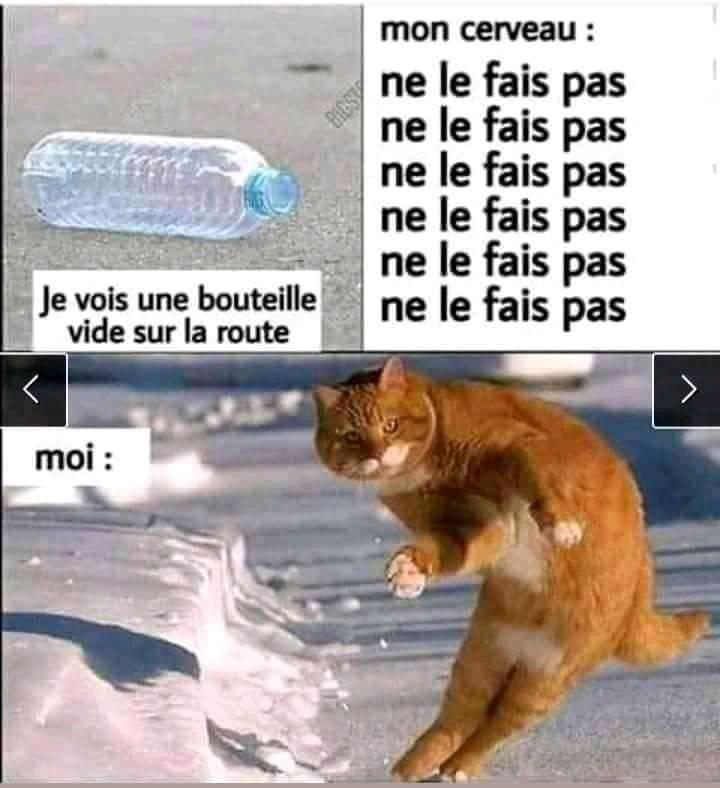 mon cerveau :
ne le fais pas
ne le fais pas
ne le fais pas
ne le fais pas
ne le fais pas
ne le fais pas
Je vois une bouteille
vide sur la route
moi :